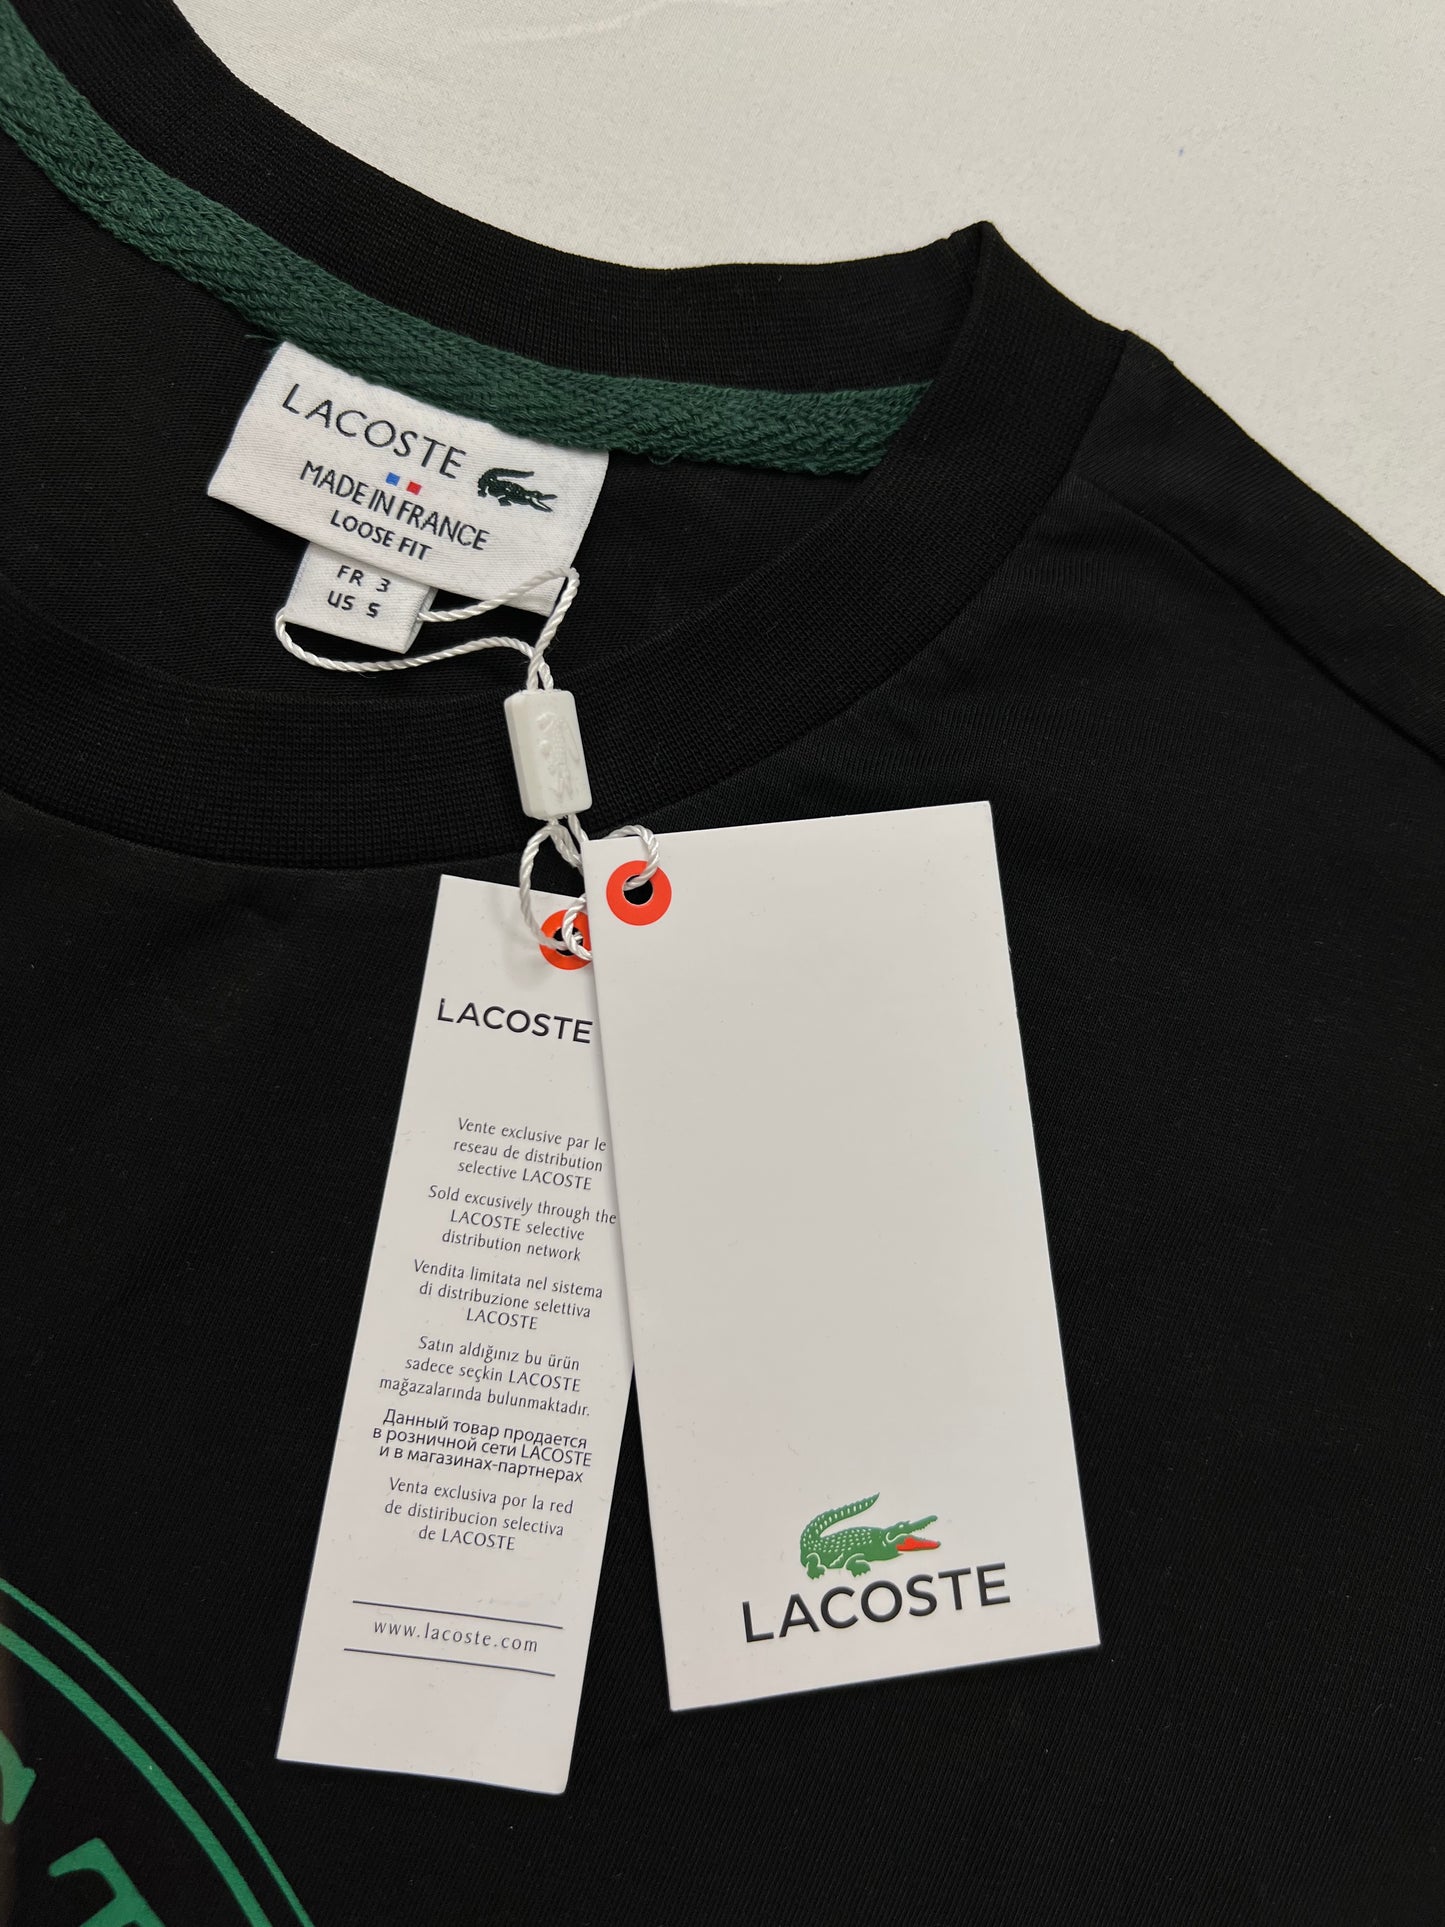 LACOSTE
MADE IN FRANCE
LOOSE FIT
FR 3
US S
LACOSTE
Vente exclusive par le
reseau de distribution
selective LACOSTE
Sold excusively through the
LACOSTE selective
distribution network
Vendita limitata nel sistema
di distribuzione selettiva
LACOSTE
Satın aldığınız bu ürün
sadece seçkin LACOSTE
mağazalarında bulunmaktadır.
Данный товар продается
в розничной сети LACOSTE
и в магазинах-партнерах
Venta exclusiva por la red
de distiribucion selectiva
de LACOSTE
www.lacoste.com
LACOSTE
ST